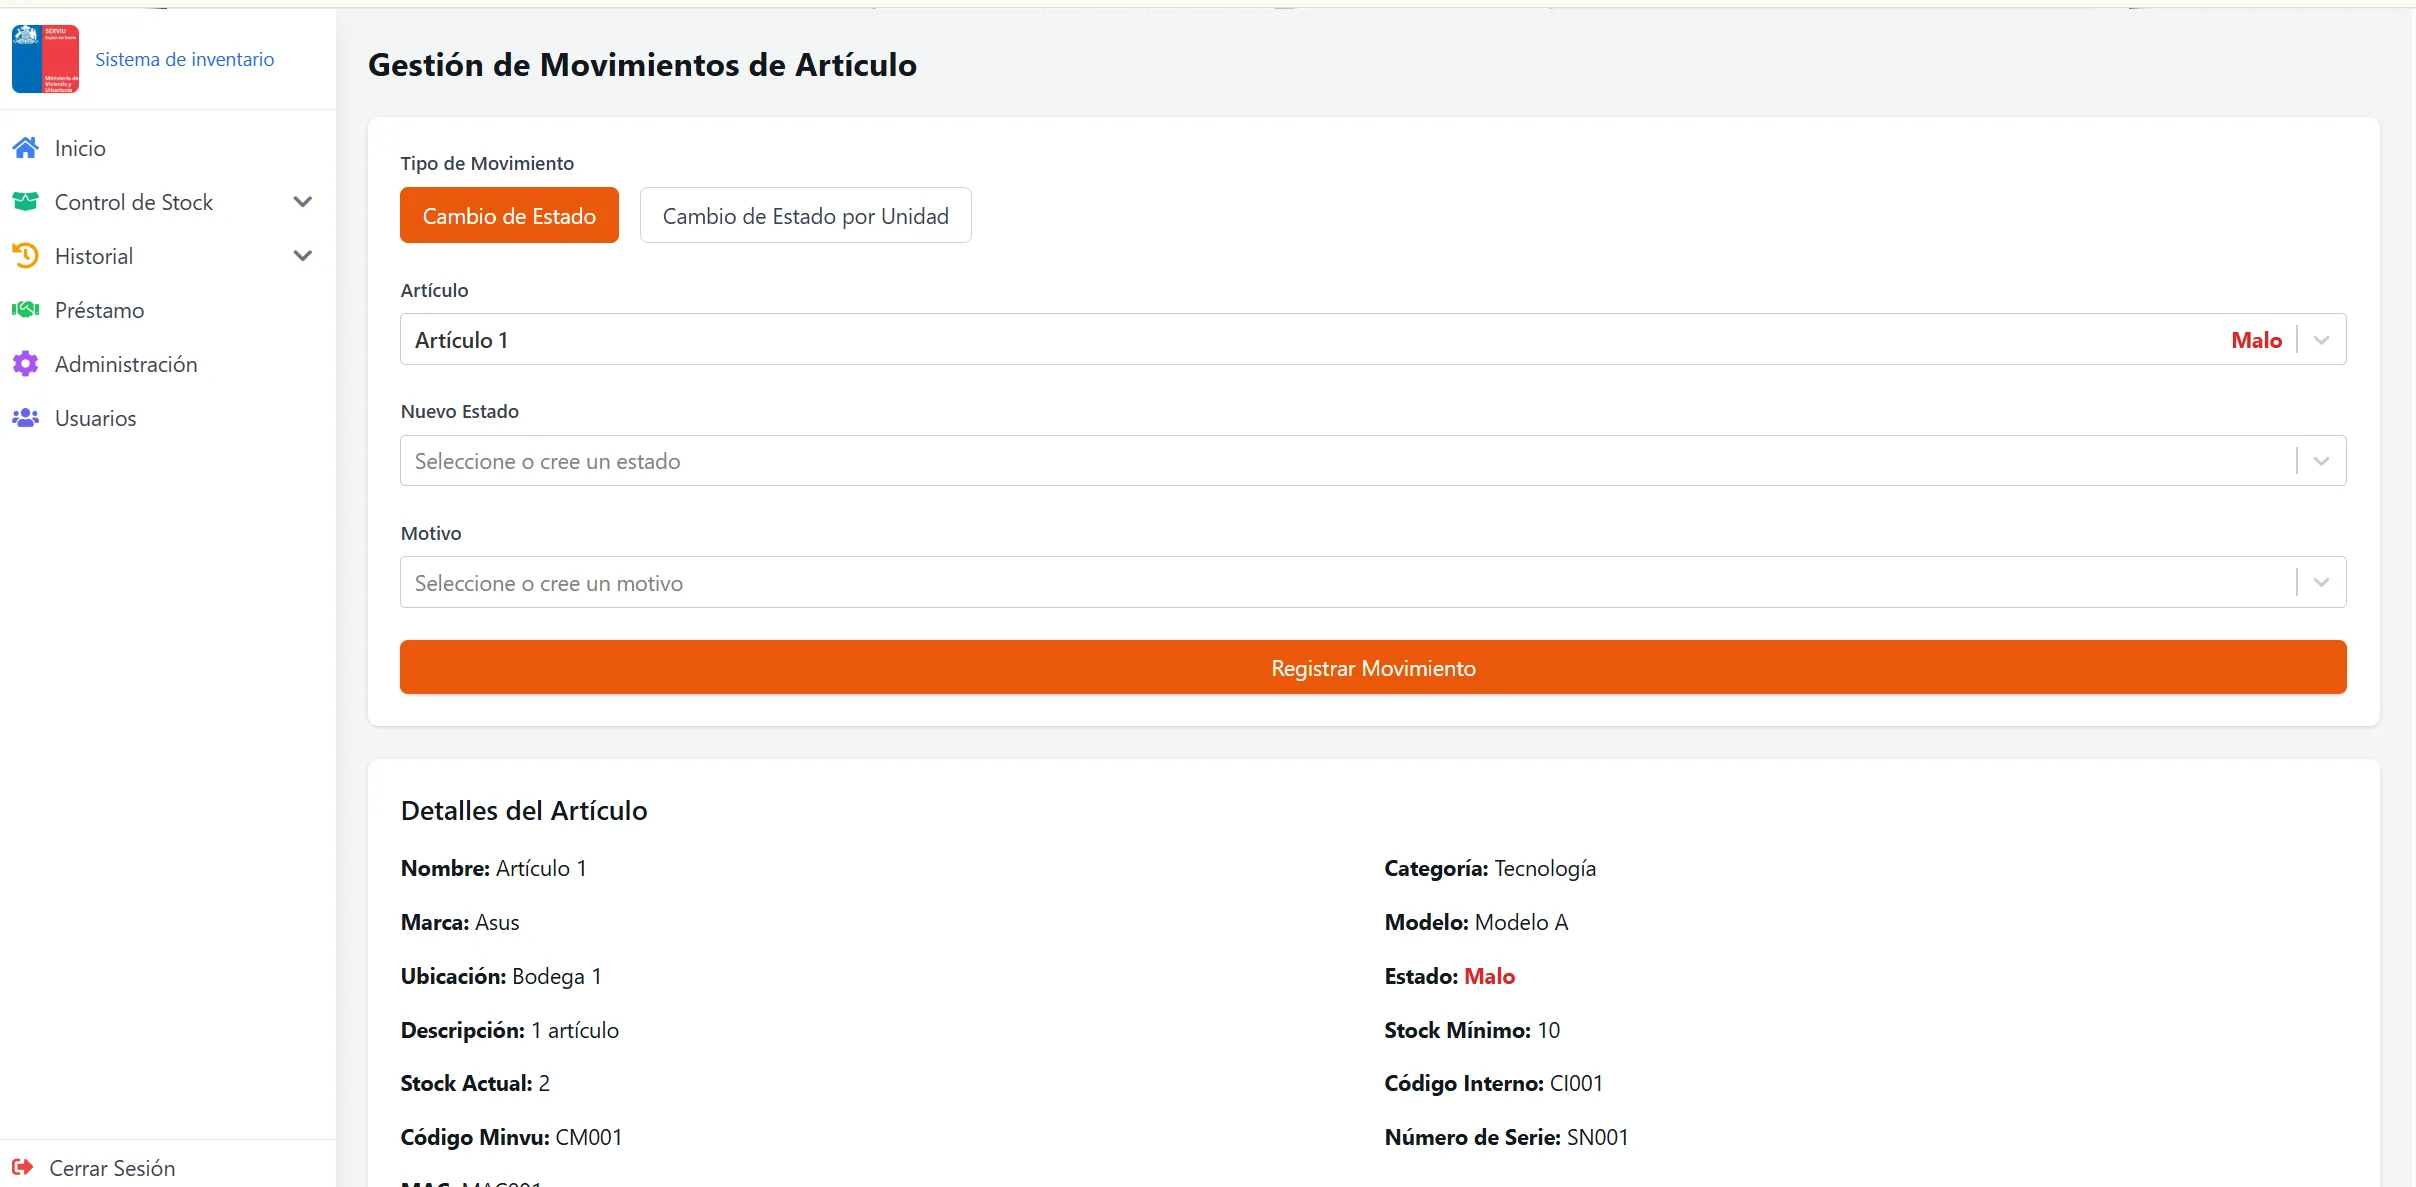 SERVIU
Ministerio de
Vivienda y
Urbanismo
Sistema de inventario
Inicio
Control de Stock
Historial
Préstamo
Administración
Usuarios
Cerrar Sesión
Gestión de Movimientos de Artículo
Tipo de Movimiento
Cambio de Estado
Cambio de Estado por Unidad
Artículo
Artículo 1 Malo
Nuevo Estado
Seleccione o cree un estado
Motivo
Seleccione o cree un motivo
Registrar Movimiento
Detalles del Artículo
Nombre: Artículo 1
Categoría: Tecnología
Marca: Asus
Modelo: Modelo A
Ubicación: Bodega 1
Estado: Malo
Descripción: 1 artículo
Stock Mínimo: 10
Stock Actual: 2
Código Interno: CI001
Código Minvu: CM001
Número de Serie: SN001
MAC: MAC001